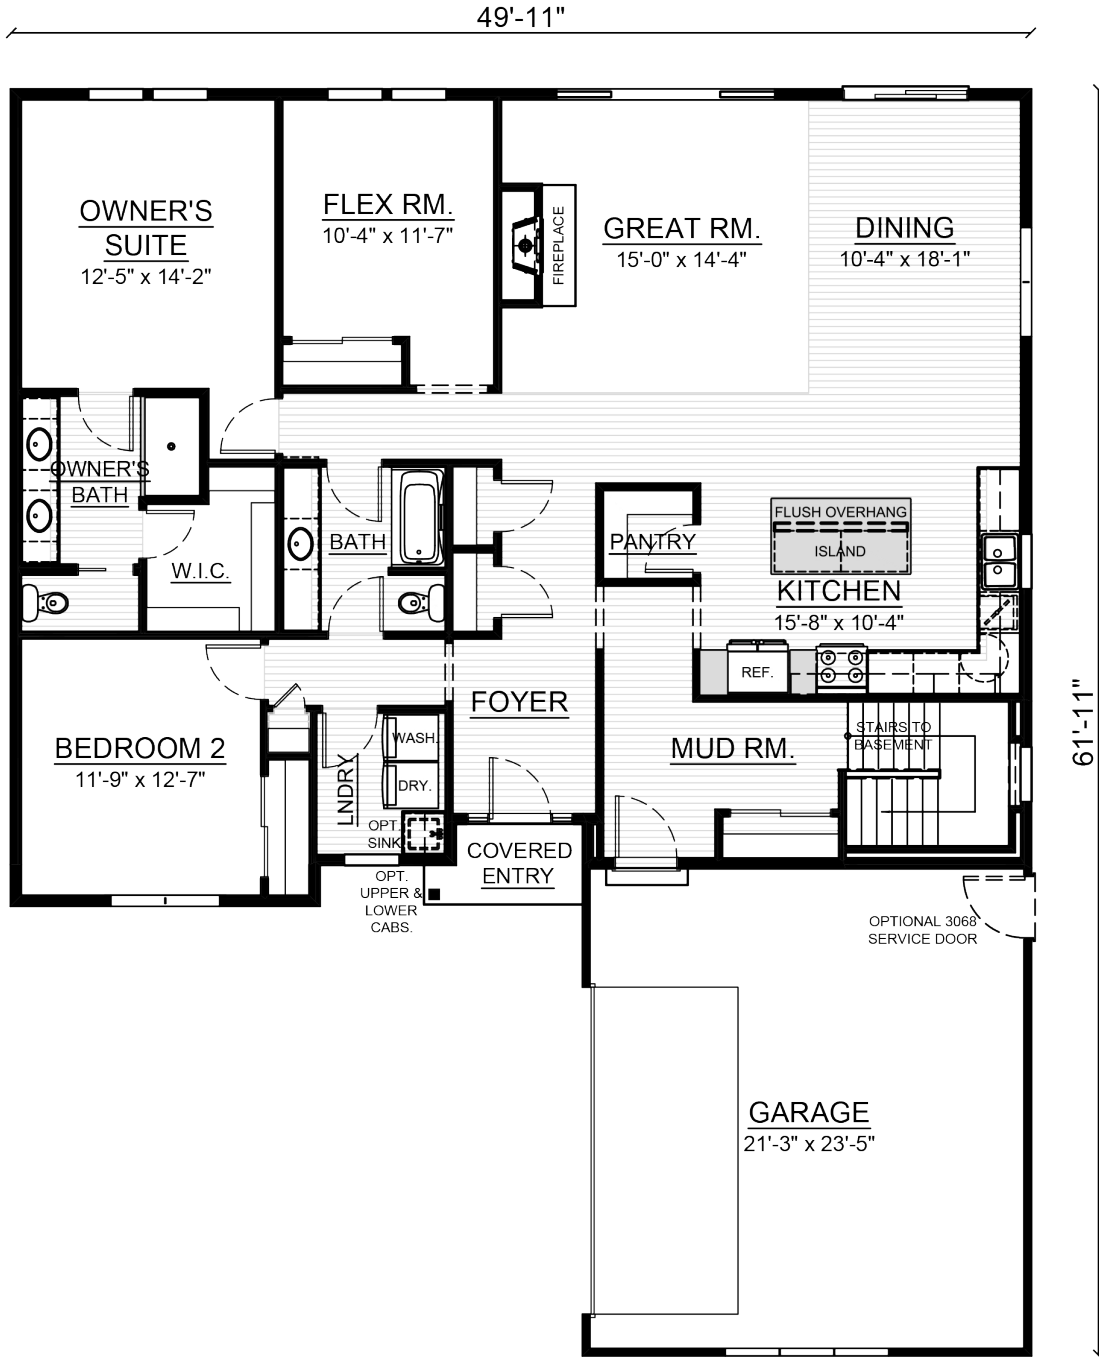 49'-11"
OWNER'S
SUITE
12'-5" x 14'-2"
FLEX RM.
10'-4" x 11'-7"
FIREPLACE
GREAT RM.
15'-0" x 14'-4"
DINING
10'-4" x 18'-1"
OWNER'S
BATH
W.I.C.
BATH
PANTRY
FLUSH OVERHANG
ISLAND
KITCHEN
15'-8" x 10'-4"
REF.
61'-11"
BEDROOM 2
11'-9" x 12'-7"
LNDRY
WASH.
DRY.
OPT.
SINK
FOYER
MUD RM.
STAIRS TO
BASEMENT
COVERED
ENTRY
OPT.
UPPER &
LOWER
CABS.
OPTIONAL 3068
SERVICE DOOR
GARAGE
21'-3" x 23'-5"